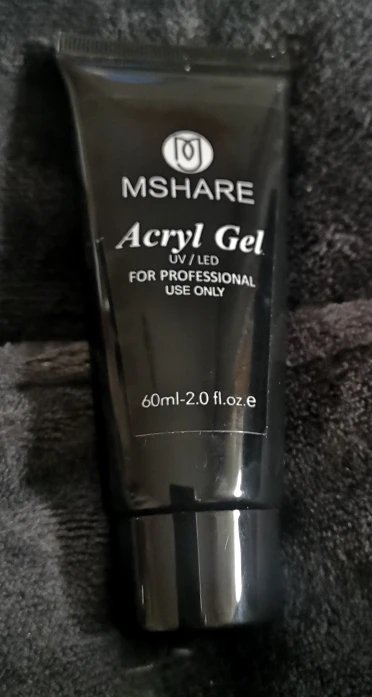 MSHARE
Acryl Gel
UV / LED
FOR PROFESSIONAL
USE ONLY
60ml-2.0 fl.oz.e